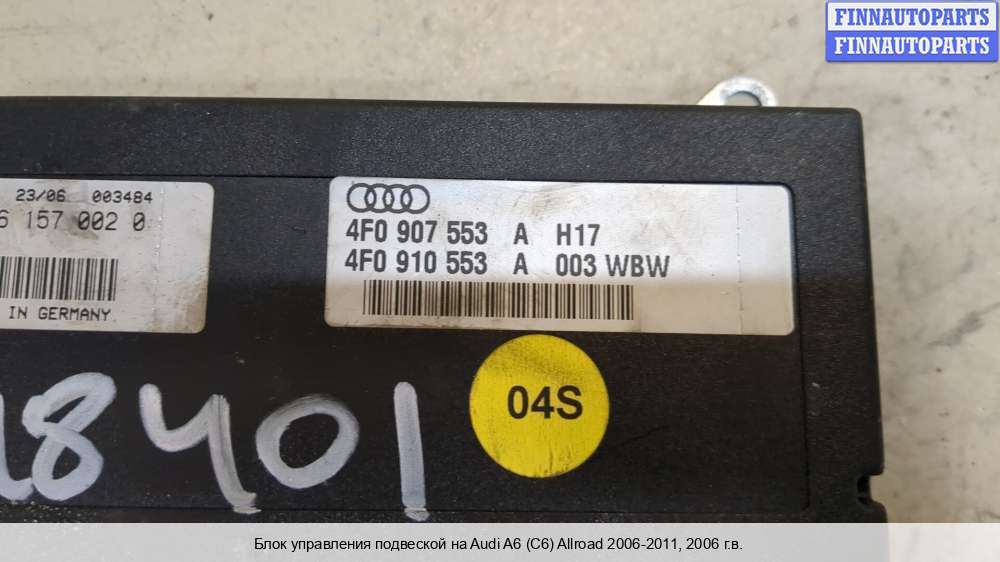 FINNAUTOPARTS
FINNAUTOPARTS
23/06 003484
6 157 002 0
IN GERMANY
4F0 907 553 A H17
4F0 910 553 A 003 WBW
04S
18401
Блок управления подвеской на Audi A6 (C6) Allroad 2006-2011, 2006 г.в.